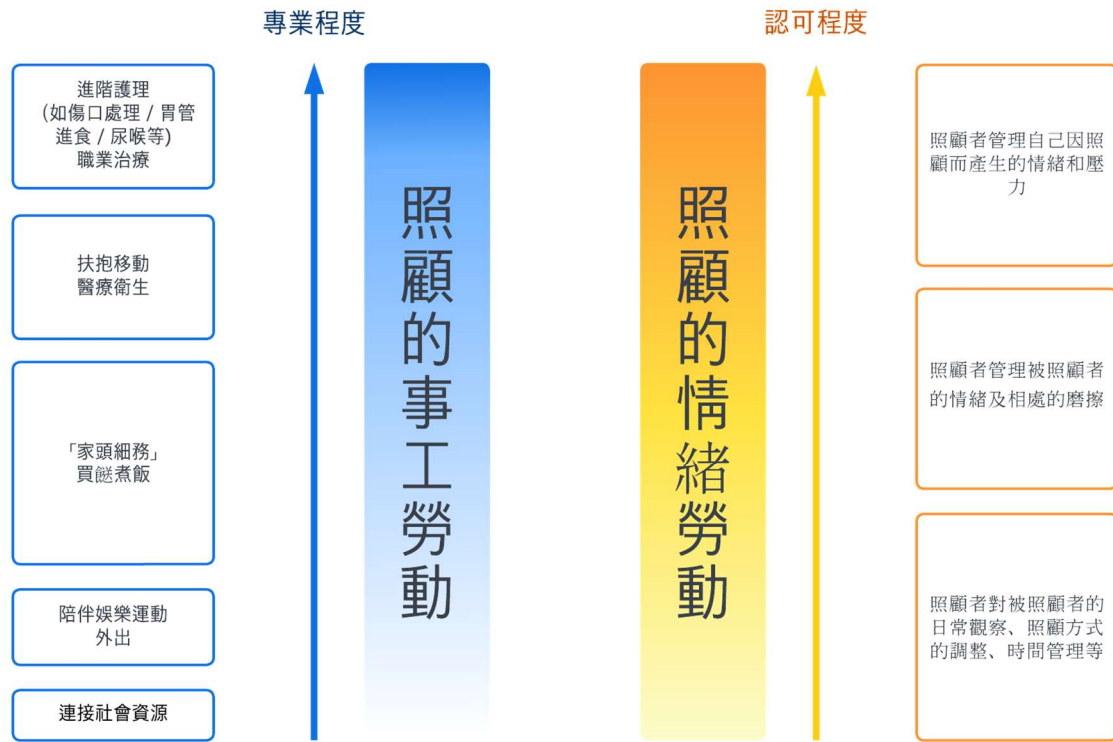 專業程度
認可程度
進階護理
(如傷口處理 / 胃管
進食 / 尿喉等)
職業治療
扶抱移動
醫療衛生
「家頭細務」
買餸煮飯
陪伴娛樂運動
外出
連接社會資源
照顧的事工勞動
照顧的情緒勞動
照顧者管理自己因照
顧而產生的情緒和壓
力
照顧者管理被照顧者
的情緒及相處的磨擦
照顧者對被照顧者的
日常觀察、照顧方式
的調整、時間管理等